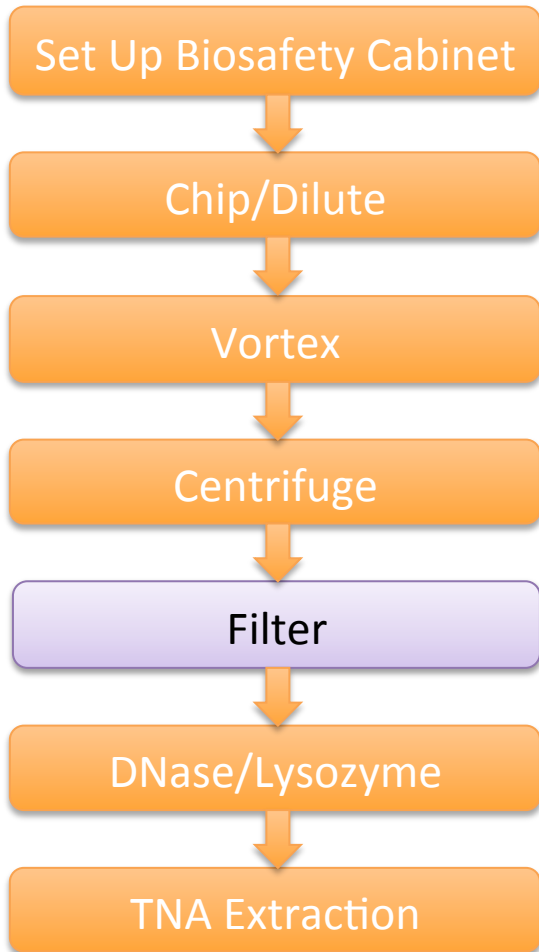 Set Up Biosafety Cabinet
Chip/Dilute
Vortex
Centrifuge
Filter
DNase/Lysozyme
TNA Extraction